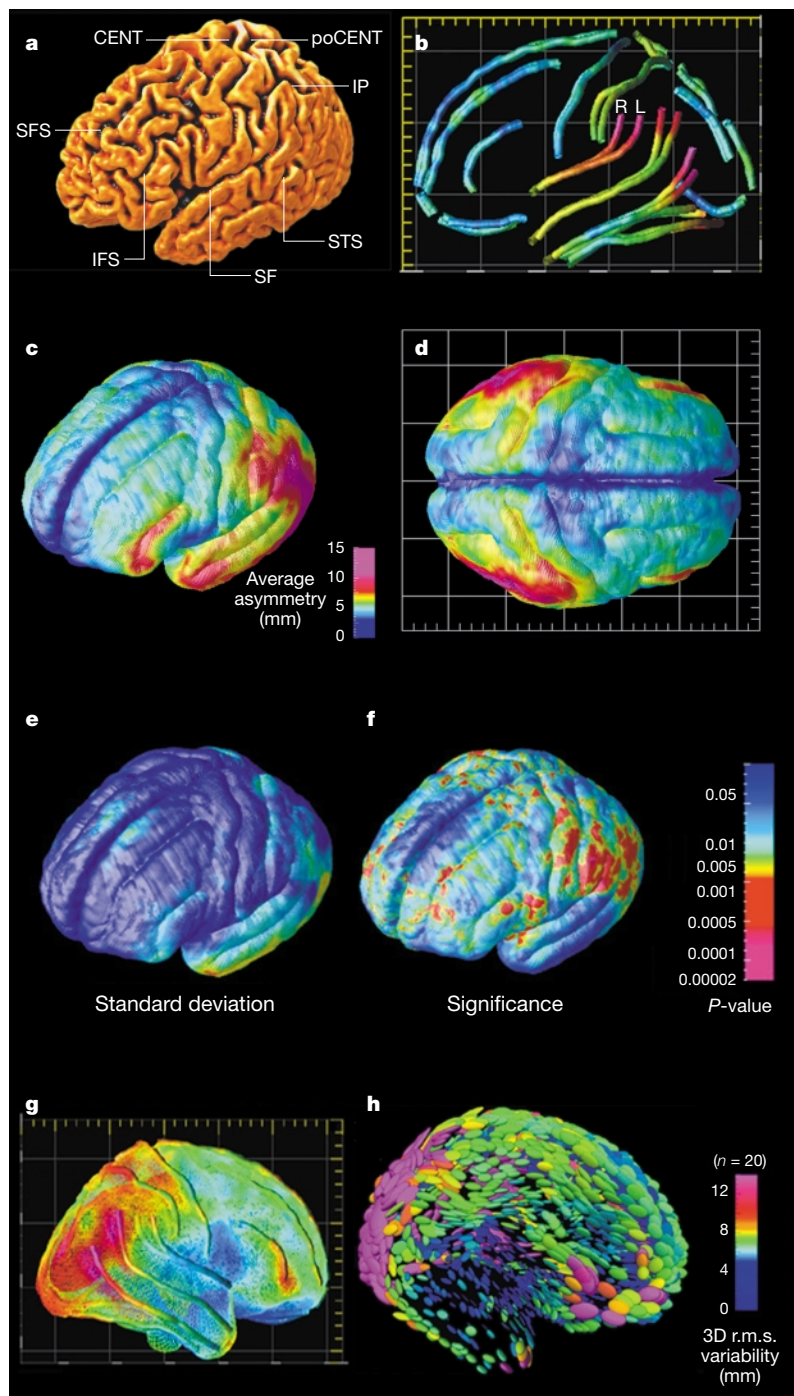 a
CENT
poCENT
IP
SFS
IFS
SF
STS
b
R L
c
15
10
5
0
Average
asymmetry
(mm)
d
e
Standard deviation
f
Significance
0.05
0.01
0.005
0.001
0.0005
0.0001
0.00002
P-value
g
h
(n = 20)
12
8
4
0
3D r.m.s.
variability
(mm)